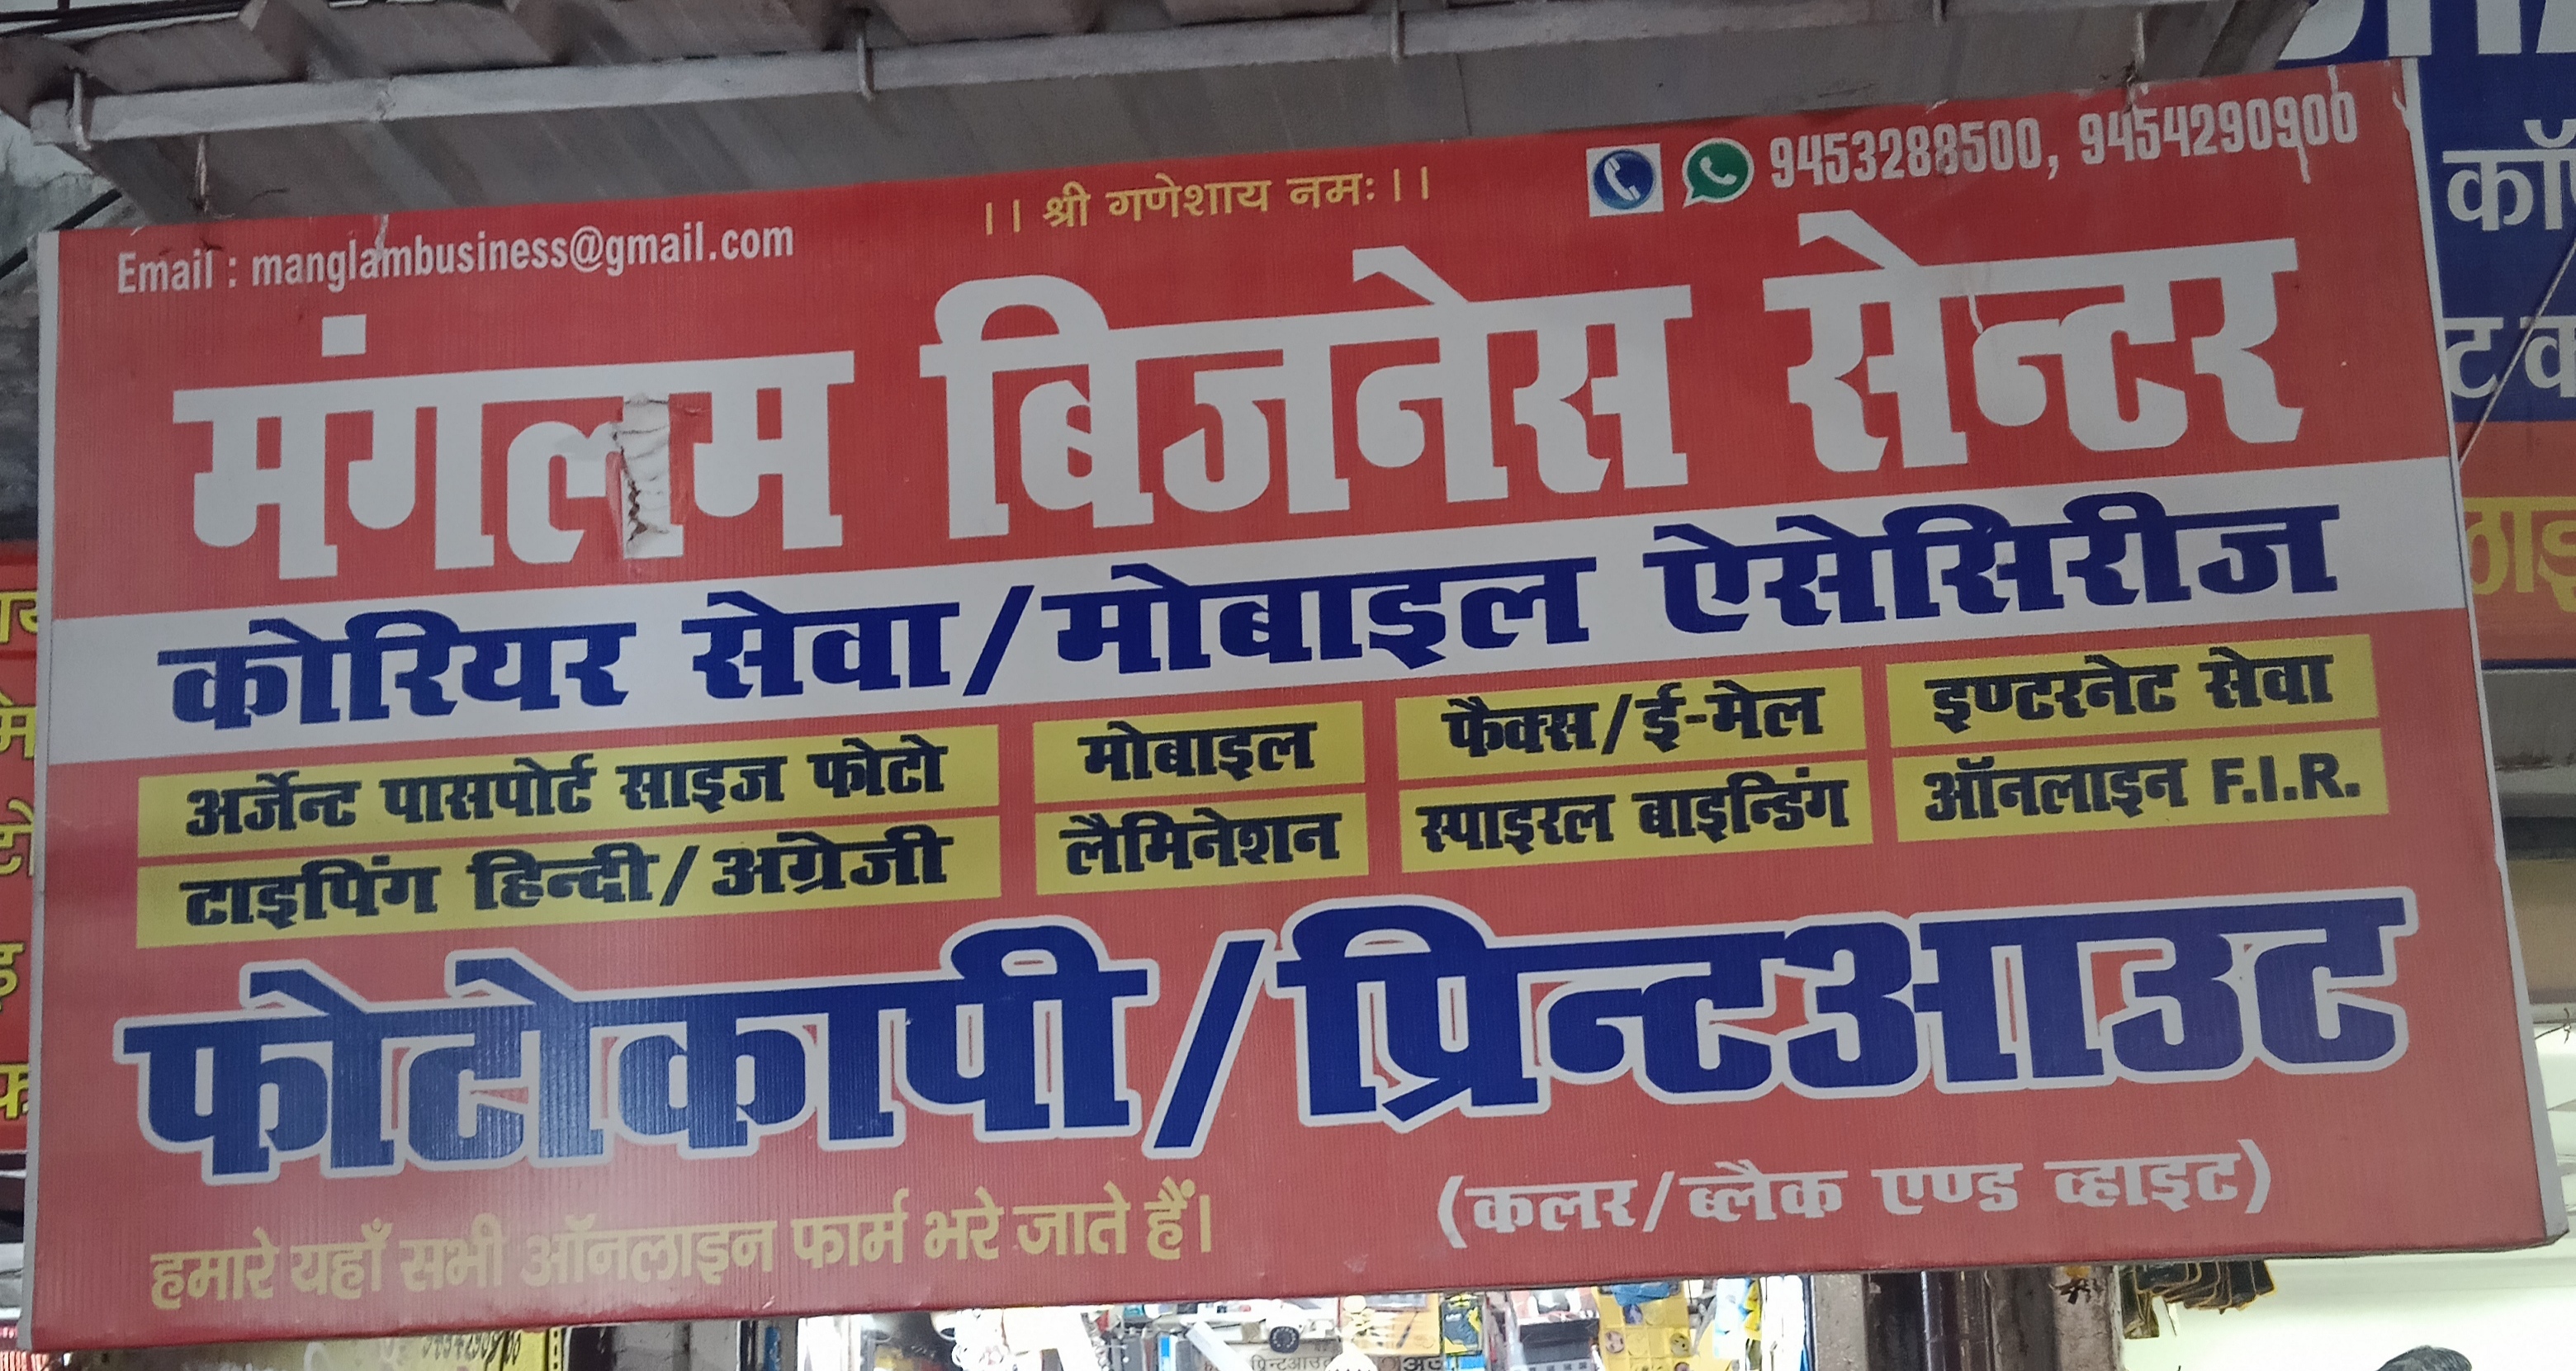 Email : manglambusiness@gmail.com
।। श्री गणेशाय नमः।।
9453288500, 9454290900
मंगलम बिजनेस सेन्टर
कोरियर सेवा/मोबाइल ऐसेसिरीज
अर्जेन्ट पासपोर्ट साइज फोटो
मोबाइल
फैक्स/ई-मेल
इण्टरनेट सेवा
टाइपिंग हिन्दी/अंग्रेजी
लैमिनेशन
स्पाइरल बाइन्डिंग
ऑनलाइन F.I.R.
फोटोकापी/प्रिन्टआउट
हमारे यहाँ सभी ऑनलाइन फार्म भरे जाते हैं।
(कलर/ब्लैक एण्ड व्हाइट)